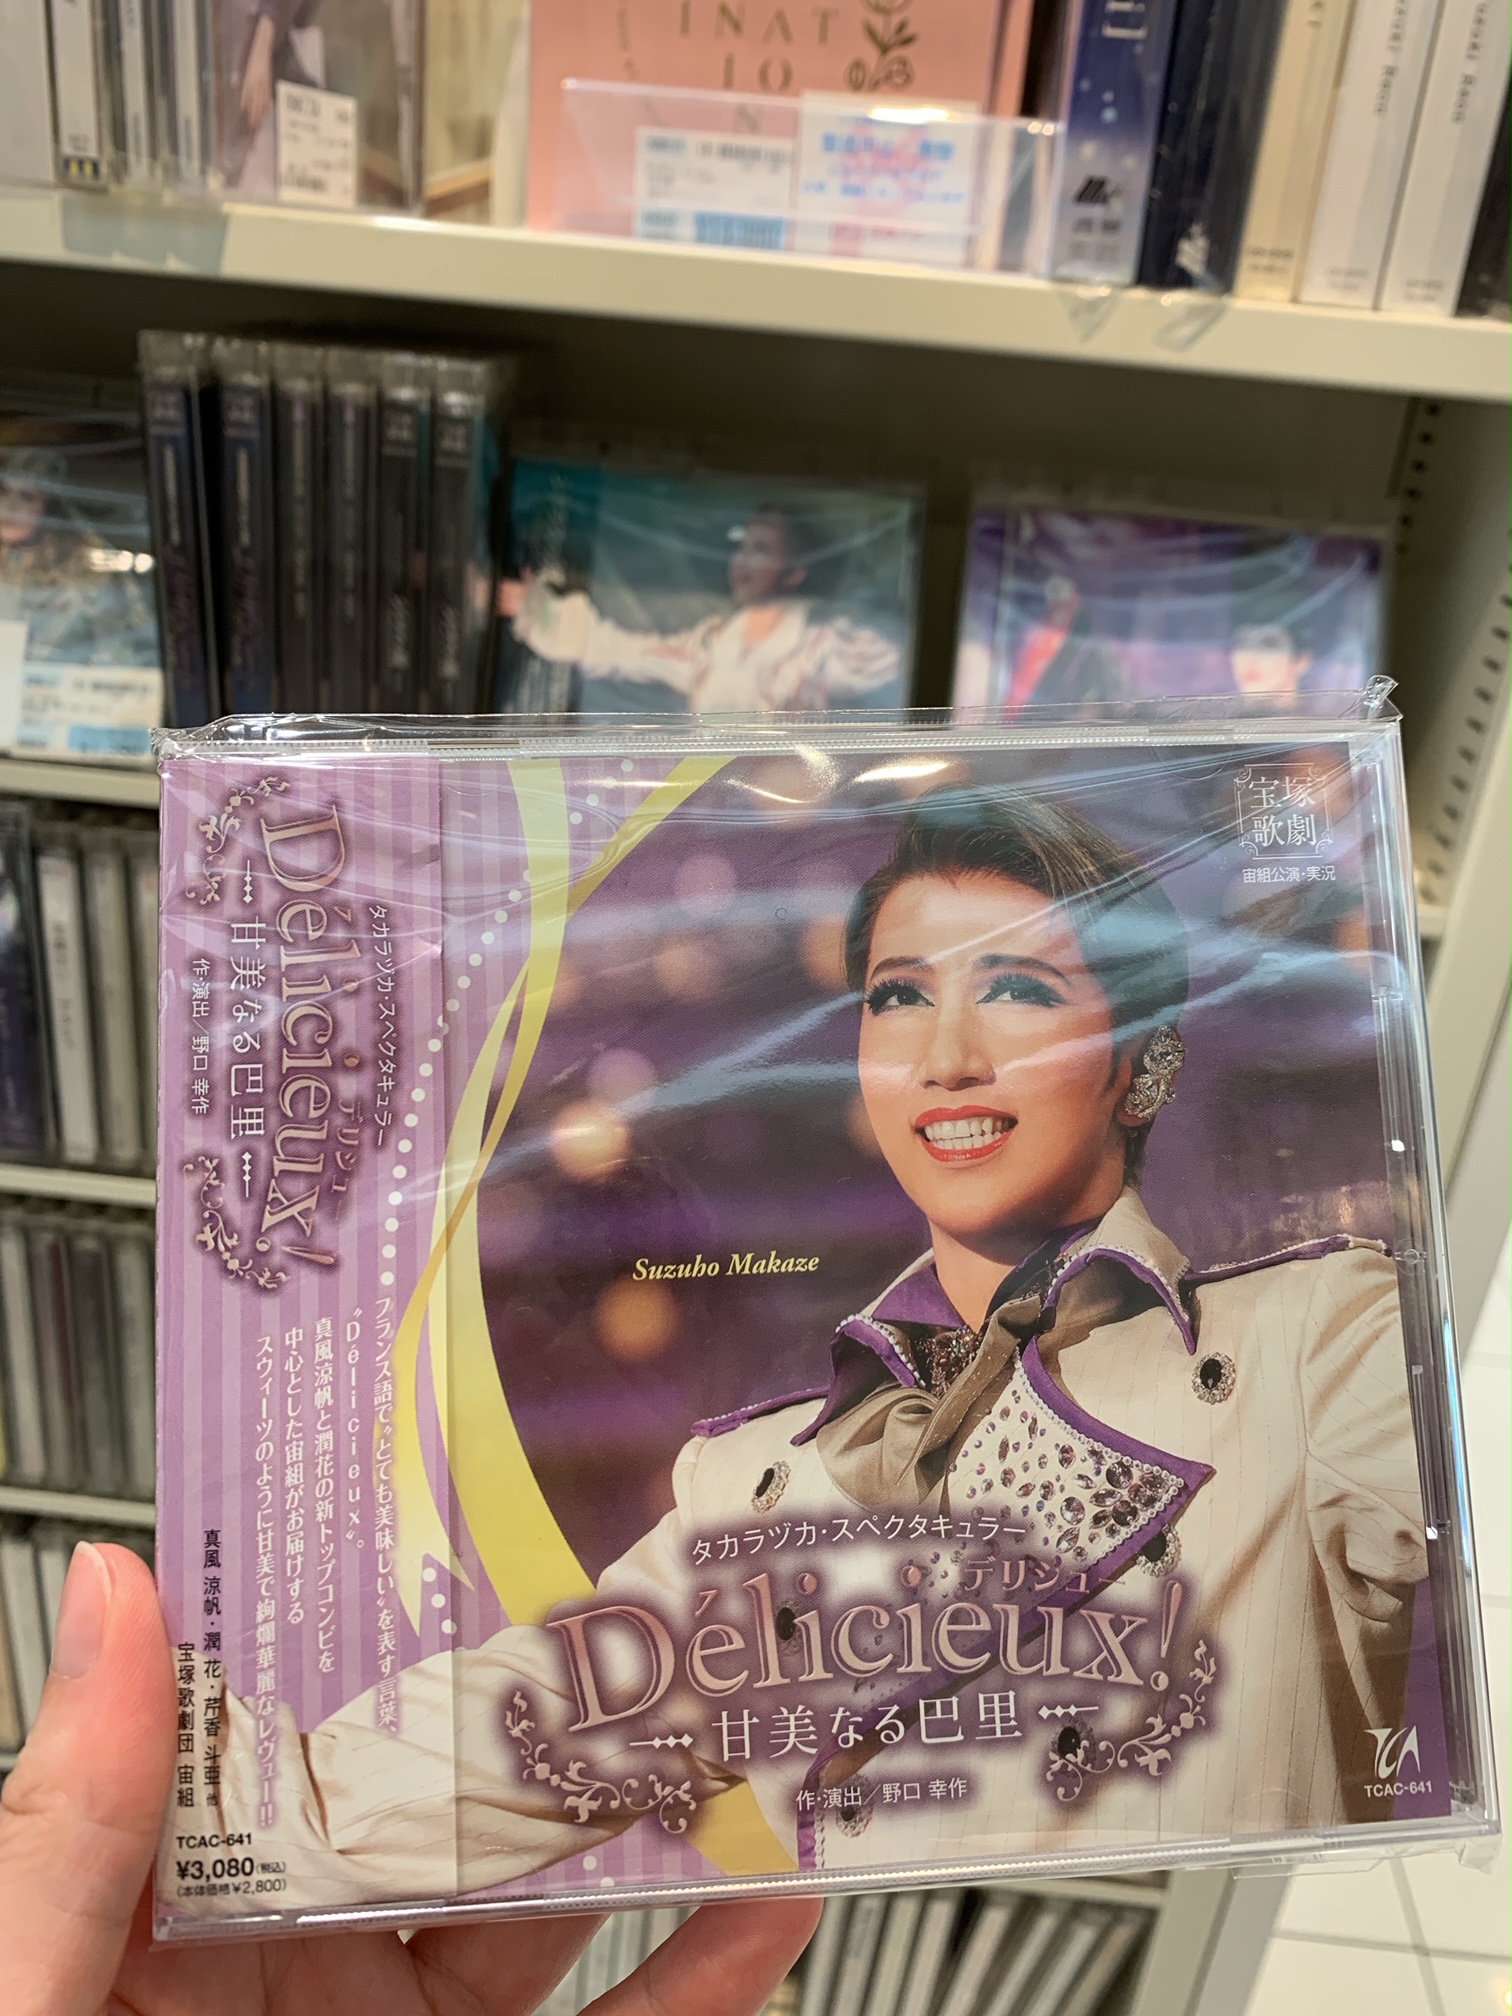 INAT
IO
N
宝塚
歌劇
宙組公演・実況
Suzuho Makaze
タカラヅカ・スペクタキュラー
デリシュー
Délicieux!
甘美なる巴里
作・演出／野口 幸作
TCAC-641
タカラヅカ・スペクタキュラー
デリシュー
Délicieux!
甘美なる巴里
作・演出／野口 幸作
フランス語で“とても美味しい”を表す言葉、
“Délicieux”。
真風涼帆と潤花の新トップコンビを
中心とした宙組がお届けする
スウィーツのように甘美で絢爛華麗なレヴュー!!
真風 涼帆・潤 花・芹香 斗亜 他
宝塚歌劇団 宙組
TCAC-641
¥3,080(税込)
(本体価格¥2,800)